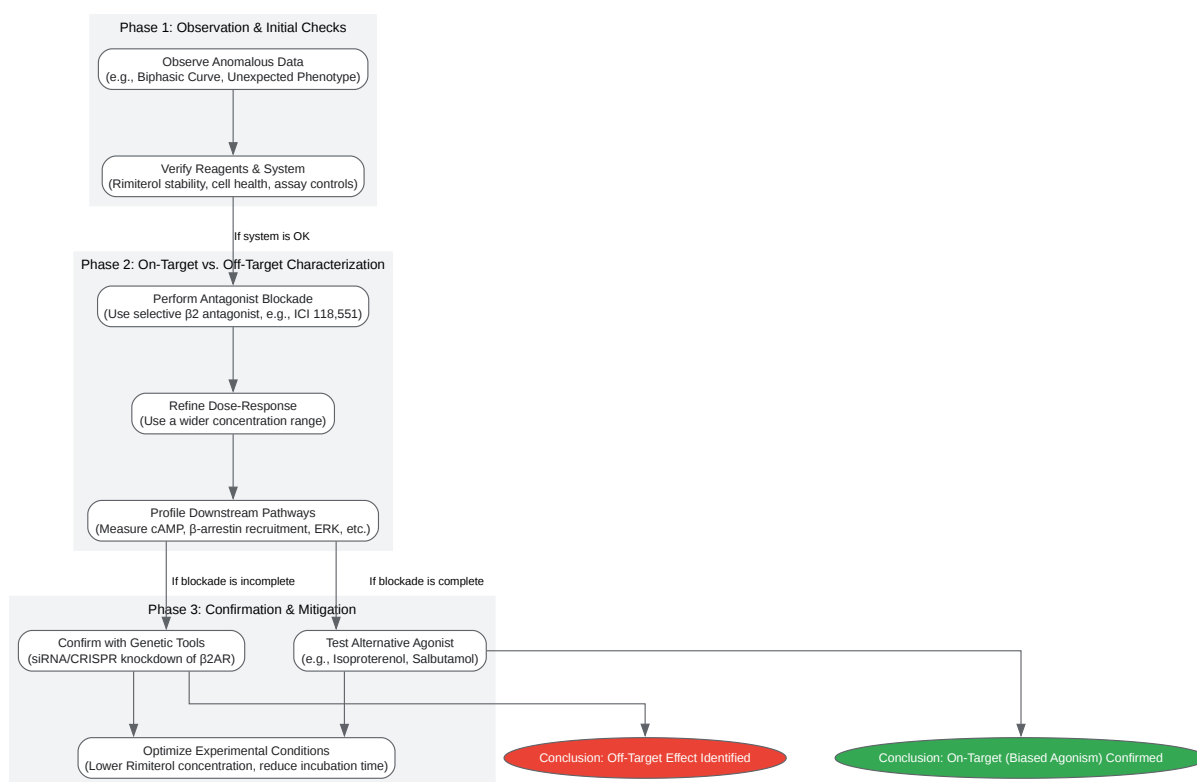 Phase 1: Observation & Initial Checks
Observe Anomalous Data
(e.g., Biphasic Curve, Unexpected Phenotype)
Verify Reagents & System
(Rimiterol stability, cell health, assay controls)
If system is OK
Phase 2: On-Target vs. Off-Target Characterization
Perform Antagonist Blockade
(Use selective β2 antagonist, e.g., ICI 118,551)
Refine Dose-Response
(Use a wider concentration range)
Profile Downstream Pathways
(Measure cAMP, β-arrestin recruitment, ERK, etc.)
If blockade is incomplete
If blockade is complete
Phase 3: Confirmation & Mitigation
Confirm with Genetic Tools
(siRNA/CRISPR knockdown of β2AR)
Test Alternative Agonist
(e.g., Isoproterenol, Salbutamol)
Optimize Experimental Conditions
(Lower Rimiterol concentration, reduce incubation time)
Conclusion: Off-Target Effect Identified
Conclusion: On-Target (Biased Agonism) Confirmed